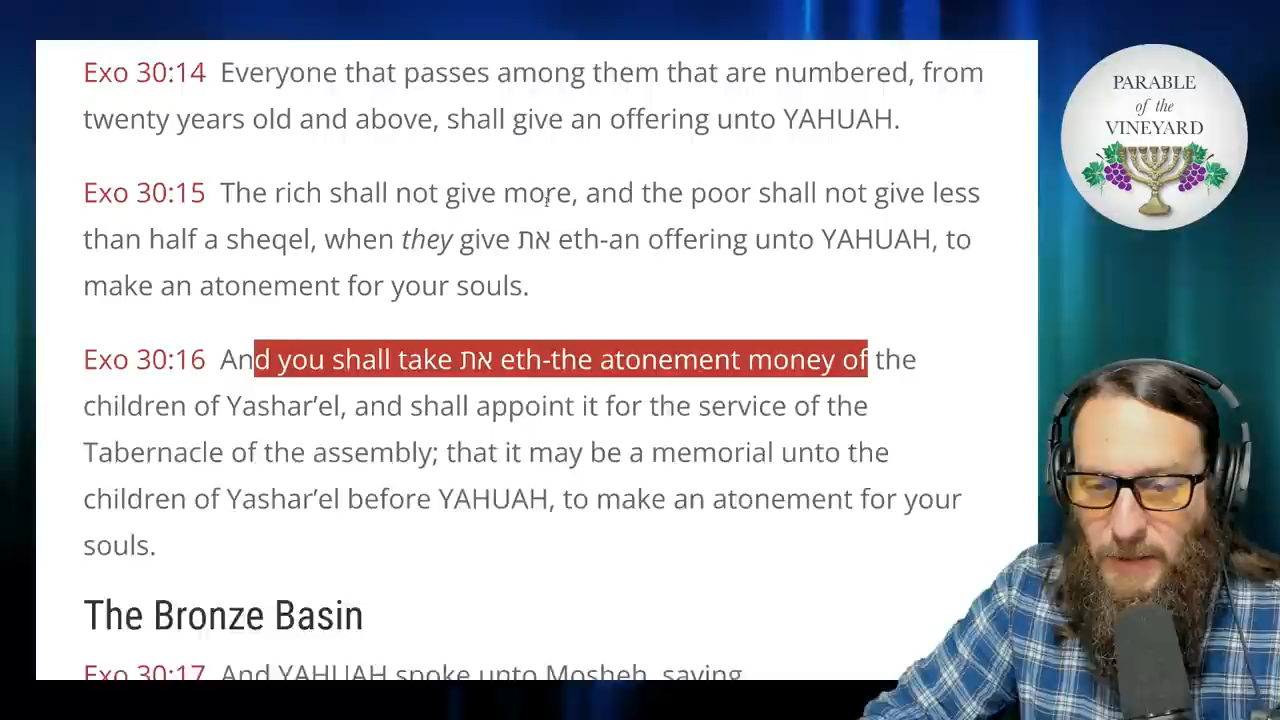 Exo 30:14 Everyone that passes among them that are numbered, from
twenty years old and above, shall give an offering unto YAHUAH.
Exo 30:15 The rich shall not give more, and the poor shall not give less
than half a sheqel, when they give את eth-an offering unto YAHUAH, to
make an atonement for your souls.
Exo 30:16 And you shall take את eth-the atonement money of the
children of Yashar’el, and shall appoint it for the service of the
Tabernacle of the assembly; that it may be a memorial unto the
children of Yashar’el before YAHUAH, to make an atonement for your
souls.
The Bronze Basin
Exo 30:17 And YAHUAH spoke unto Mosheh, saying
PARABLE
of the
VINEYARD